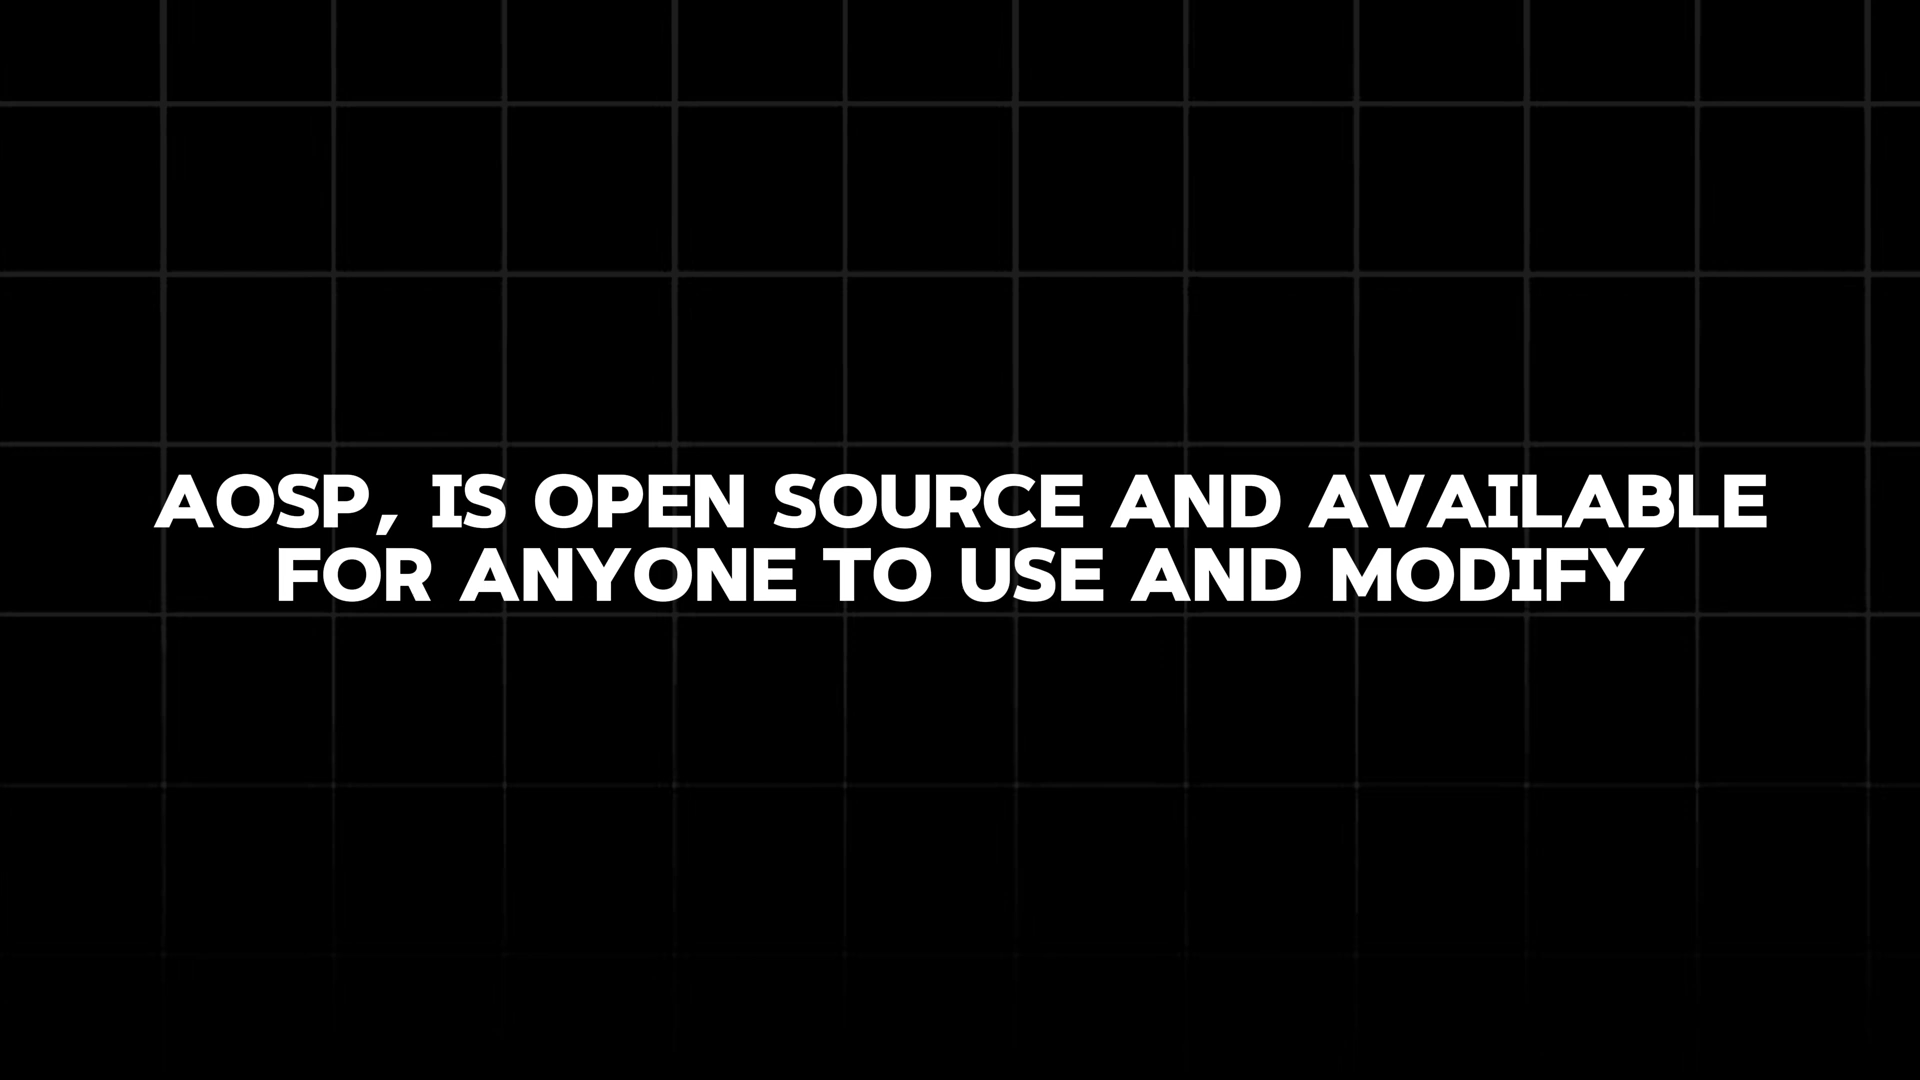 AOSP, IS OPEN SOURCE AND AVAILABLE
FOR ANYONE TO USE AND MODIFY